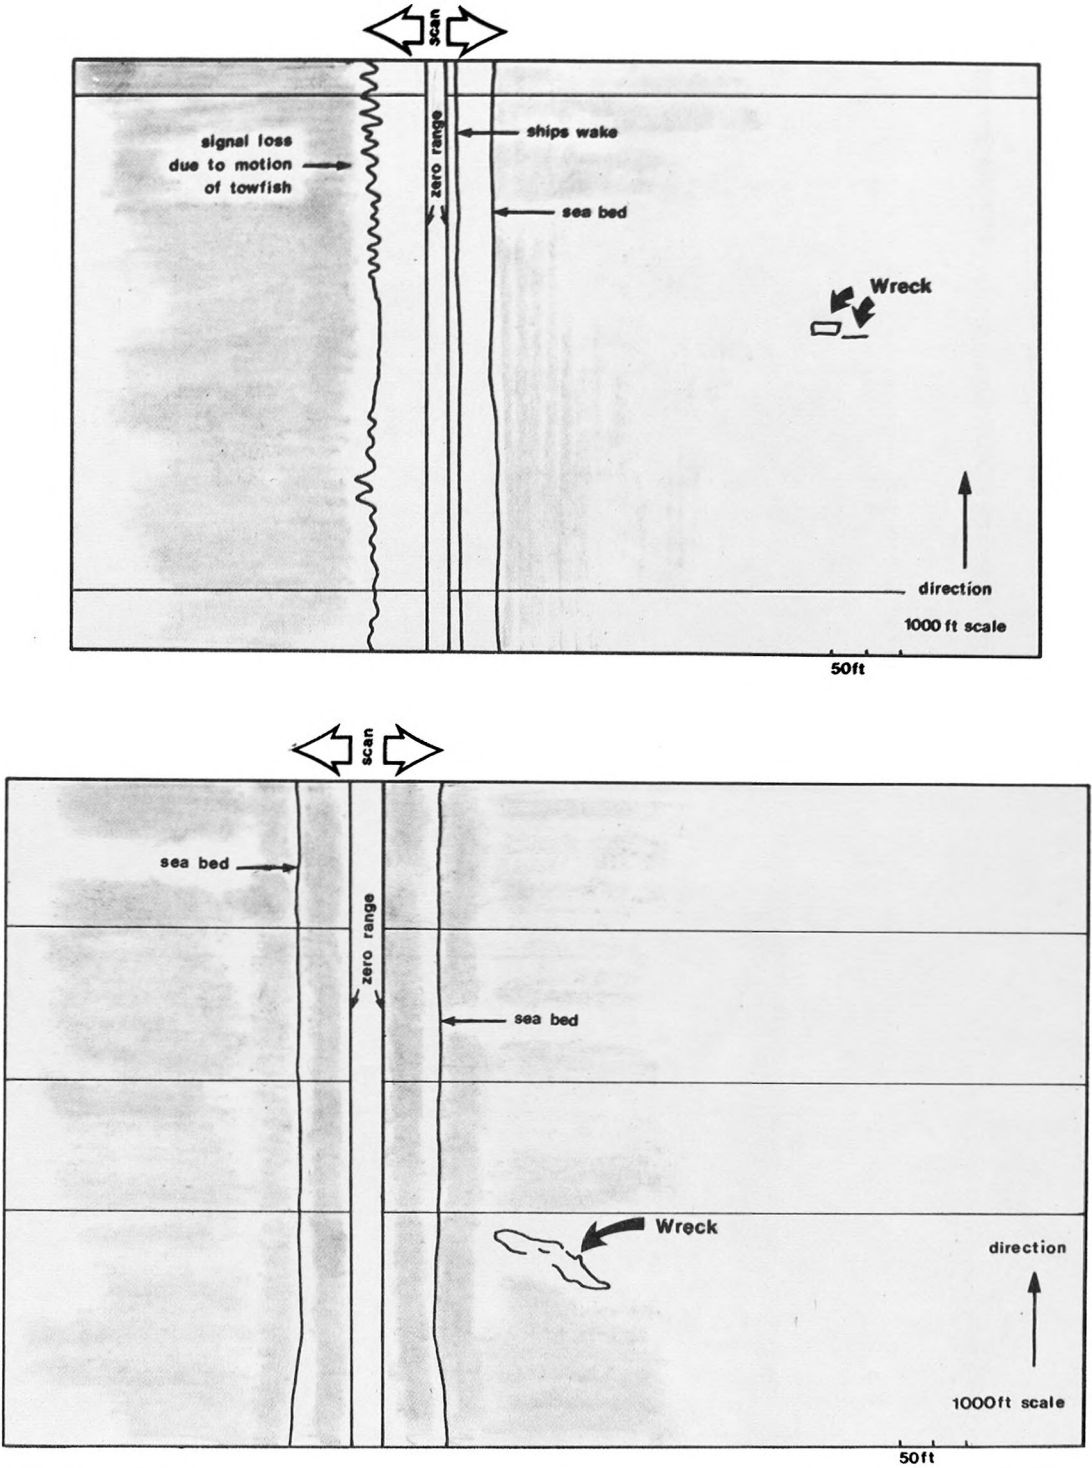 scan
signal loss
due to motion
of towfish
zero range
ships wake
sea bed
Wreck
direction
1000 ft scale
50ft
scan
sea bed
zero range
sea bed
Wreck
direction
1000ft scale
50ft